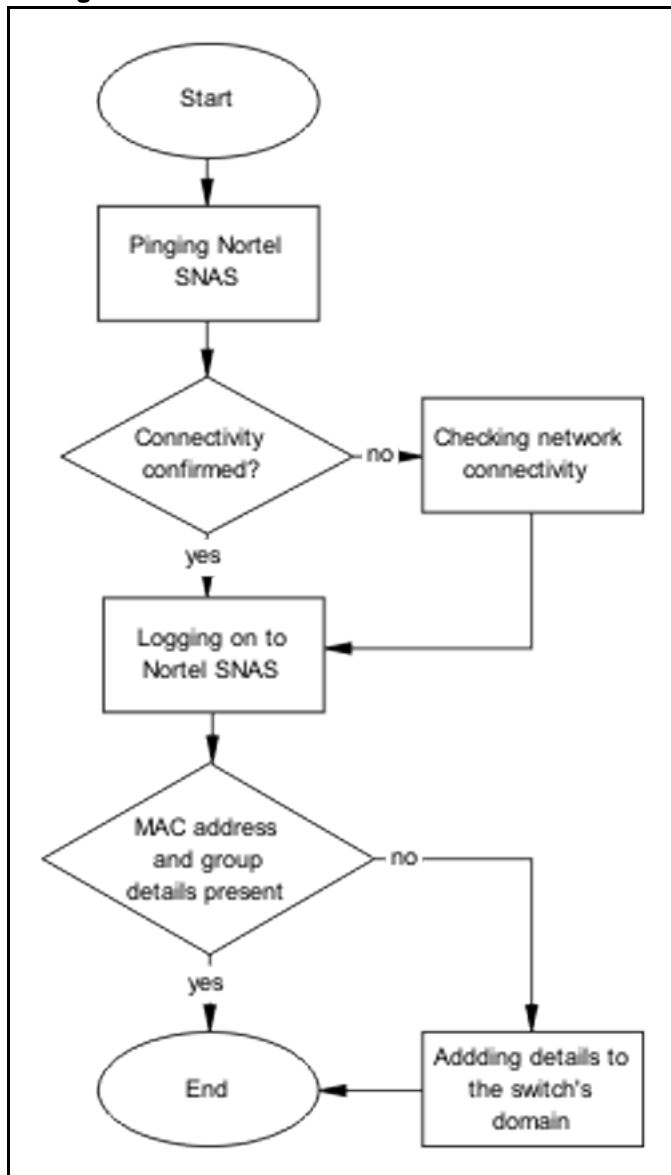 Start
Pinging Nortel
SNAS
Connectivity
confirmed?
no
Checking network
connectivity
yes
Logging on to
Nortel SNAS
MAC address
and group
details present
no
yes
End
Addding details to
the switch's
domain